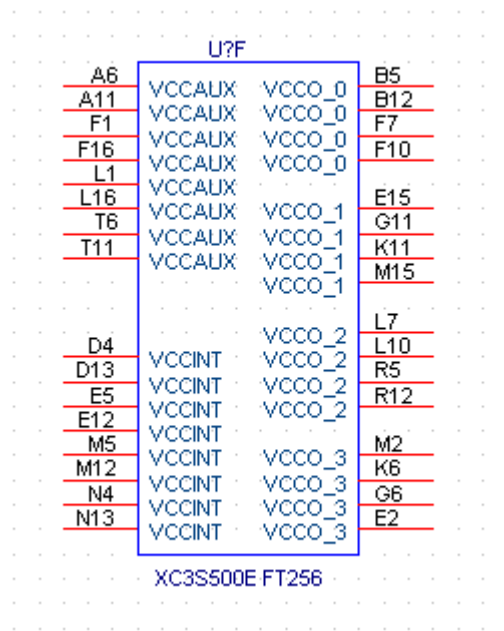 U?F
A6 VCCAUX VCCO_0 B5
A11 VCCAUX VCCO_0 B12
F1 VCCAUX VCCO_0 F7
F16 VCCAUX VCCO_0 F10
L1 VCCAUX
L16 VCCAUX VCCO_1 E15
T6 VCCAUX VCCO_1 G11
T11 VCCAUX VCCO_1 K11
VCCO_1 M15
VCCO_2 L7
D4 VCCINT VCCO_2 L10
D13 VCCINT VCCO_2 R5
E5 VCCINT VCCO_2 R12
E12 VCCINT
M5 VCCINT VCCO_3 M2
M12 VCCINT VCCO_3 K6
N4 VCCINT VCCO_3 G6
N13 VCCINT VCCO_3 E2
XC3S500E FT256